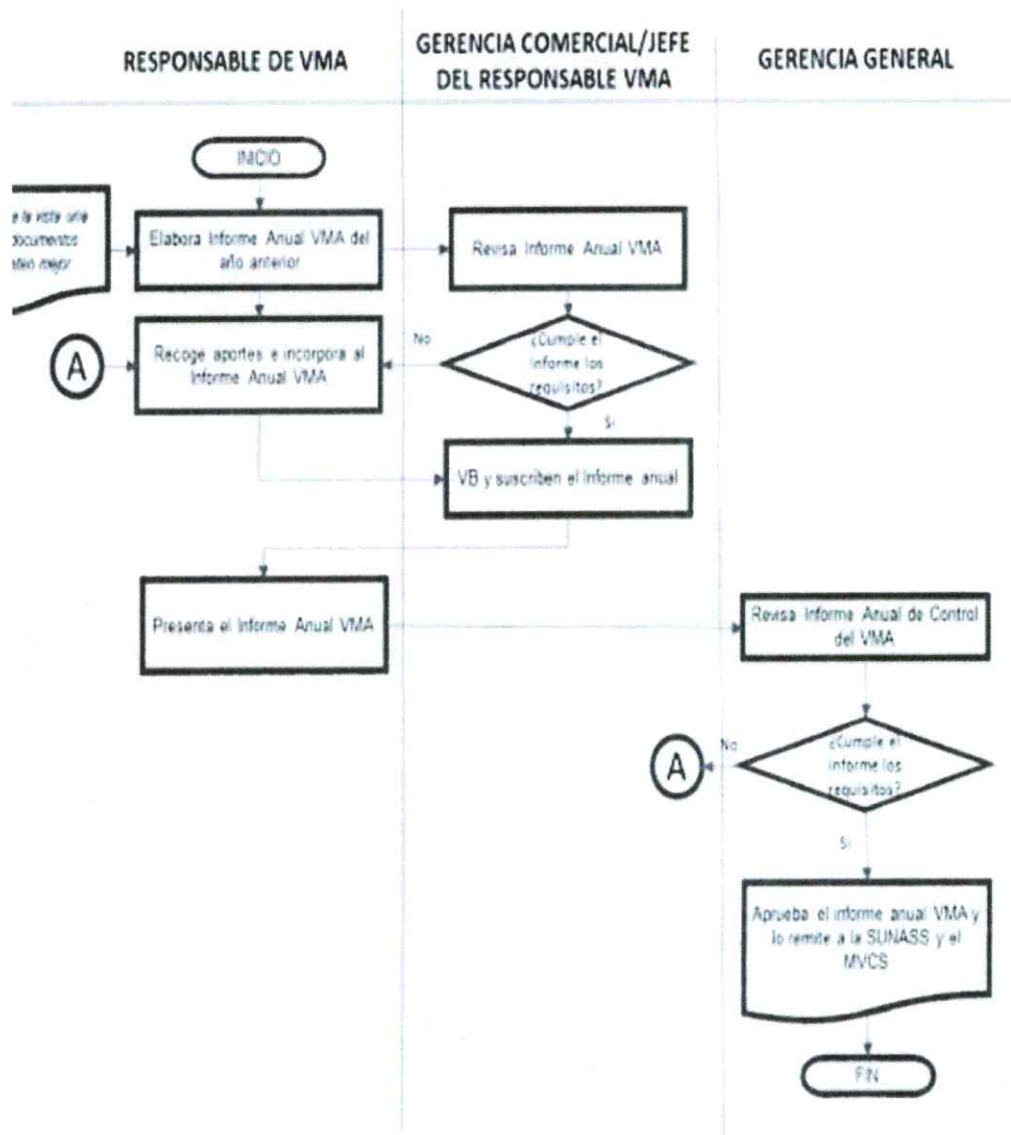 RESPONSABLE DE VMA
GERENCIA COMERCIAL/JEFE
DEL RESPONSABLE VMA
GERENCIA GENERAL
INICIO
la vista
documentos
mejor
Elabora Informe Anual VMA del
año anterior
Revisa Informe Anual VMA
A
Recoge aportes e incorpora al
Informe Anual VMA
No
¿Cumple el
informe los
requisitos?
Si
VB y suscriben el informe anual
Presenta el Informe Anual VMA
Revisa Informe Anual de Control
del VMA
A
No
¿Cumple el
informe los
requisitos?
Si
Aprueba el informe anual VMA y
lo remite a la SUNASS y el
MVCS
FIN